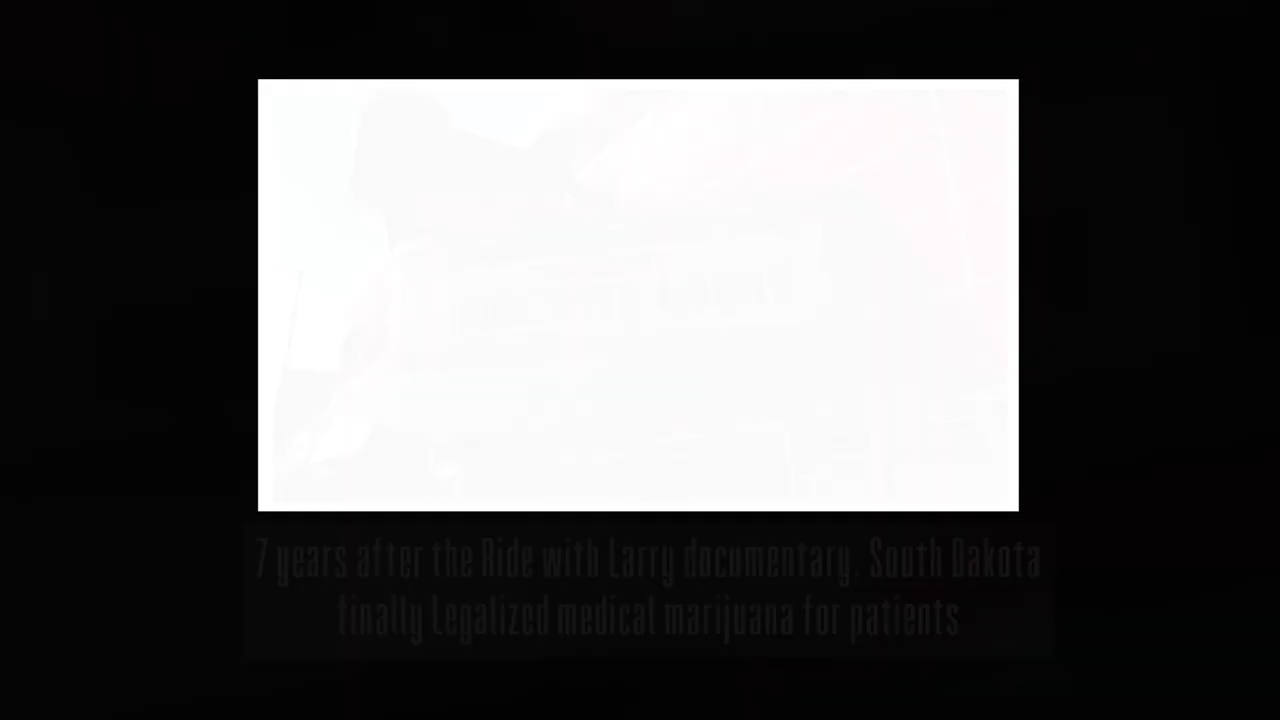 7 years after the Ride with Larry documentary, South Dakota
finally Legalized medical marijuana for patients